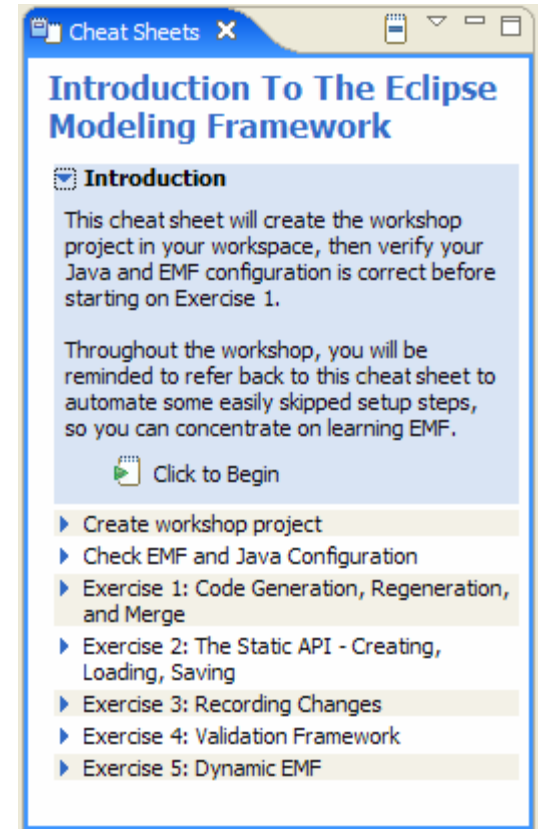 Cheat Sheets
Introduction To The Eclipse
Modeling Framework
Introduction
This cheat sheet will create the workshop
project in your workspace, then verify your
Java and EMF configuration is correct before
starting on Exercise 1.
Throughout the workshop, you will be
reminded to refer back to this cheat sheet to
automate some easily skipped setup steps,
so you can concentrate on learning EMF.
Click to Begin
Create workshop project
Check EMF and Java Configuration
Exercise 1: Code Generation, Regeneration,
and Merge
Exercise 2: The Static API - Creating,
Loading, Saving
Exercise 3: Recording Changes
Exercise 4: Validation Framework
Exercise 5: Dynamic EMF